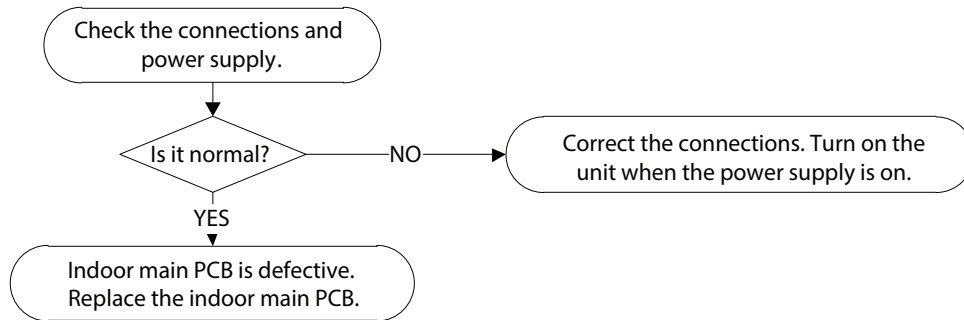 Check the connections and
power supply.
Is it normal?
NO
Correct the connections. Turn on the
unit when the power supply is on.
YES
Indoor main PCB is defective.
Replace the indoor main PCB.